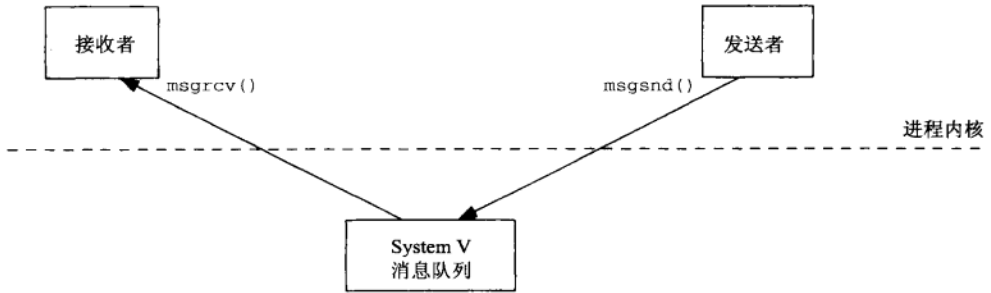 接收者
发送者
msgrcv()
msgsnd()
进程内核
System V
消息队列